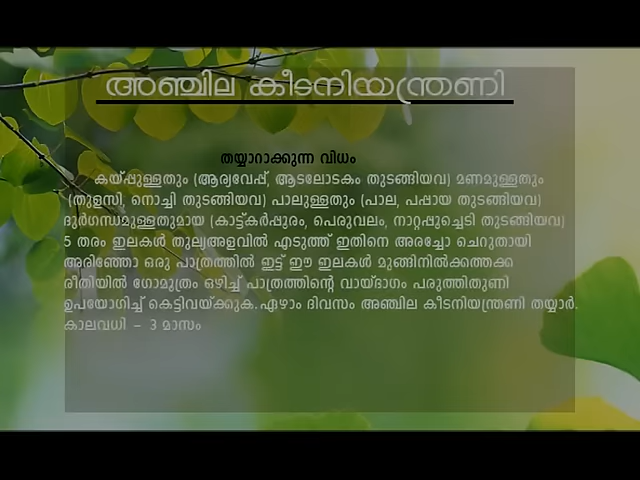 അഞ്ചില കീടനിയന്ത്രണി
തയ്യാറാക്കുന്ന വിധം
കയ്പ്പുള്ളതും (ആര്യവേപ്പ്, ആടലോടകം തുടങ്ങിയവ) മണമുള്ളതും
(തുളസി, നൊച്ചി തുടങ്ങിയവ) പാലുള്ളതും (പാല, പപ്പായ തുടങ്ങിയവ)
ദുർഗന്ധമുള്ളതുമായ (കാട്ട്കർപ്പൂരം, പെരുവലം, നാറ്റപ്പൂച്ചെടി തുടങ്ങിയവ)
5 തരം ഇലകൾ തുല്യഅളവിൽ എടുത്ത് ഇതിനെ അരച്ചോ ചെറുതായി
അരിഞ്ഞോ ഒരു പാത്രത്തിൽ ഇട്ട് ഈ ഇലകൾ മുങ്ങിനിൽക്കത്തക്ക
രീതിയിൽ ഗോമൂത്രം ഒഴിച്ച് പാത്രത്തിന്റെ വായ്ഭാഗം പരുത്തിതുണി
ഉപയോഗിച്ച് കെട്ടിവയ്ക്കുക. ഏഴാം ദിവസം അഞ്ചില കീടനിയന്ത്രണി തയ്യാർ.
കാലവധി - 3 മാസം